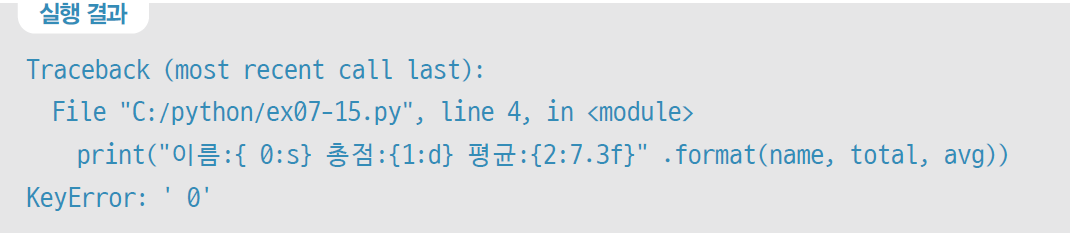 실행 결과
Traceback (most recent call last):
File "C:/python/ex07-15.py", line 4, in <module>
print("이름:{ 0:s} 총점:{1:d} 평균:{2:7.3f}" .format(name, total, avg))
KeyError: ' 0'